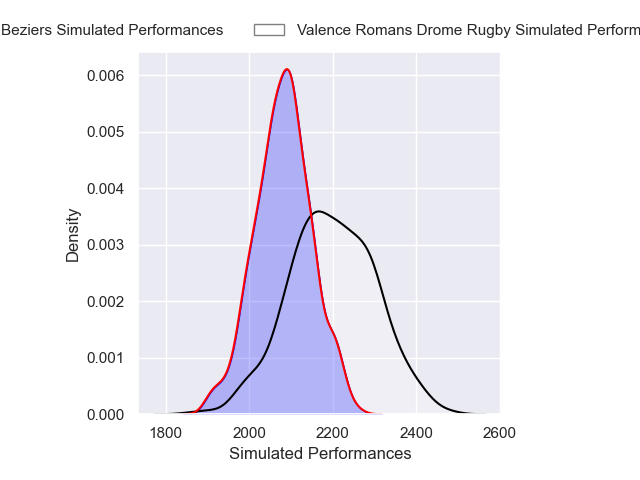 Beziers Simulated Performances
Valence Romans Drome Rugby Simulated Perform
0.006
0.005
0.004
0.003
0.002
0.001
0.000
Density
1800 2000 2200 2400 2600
Simulated Performances